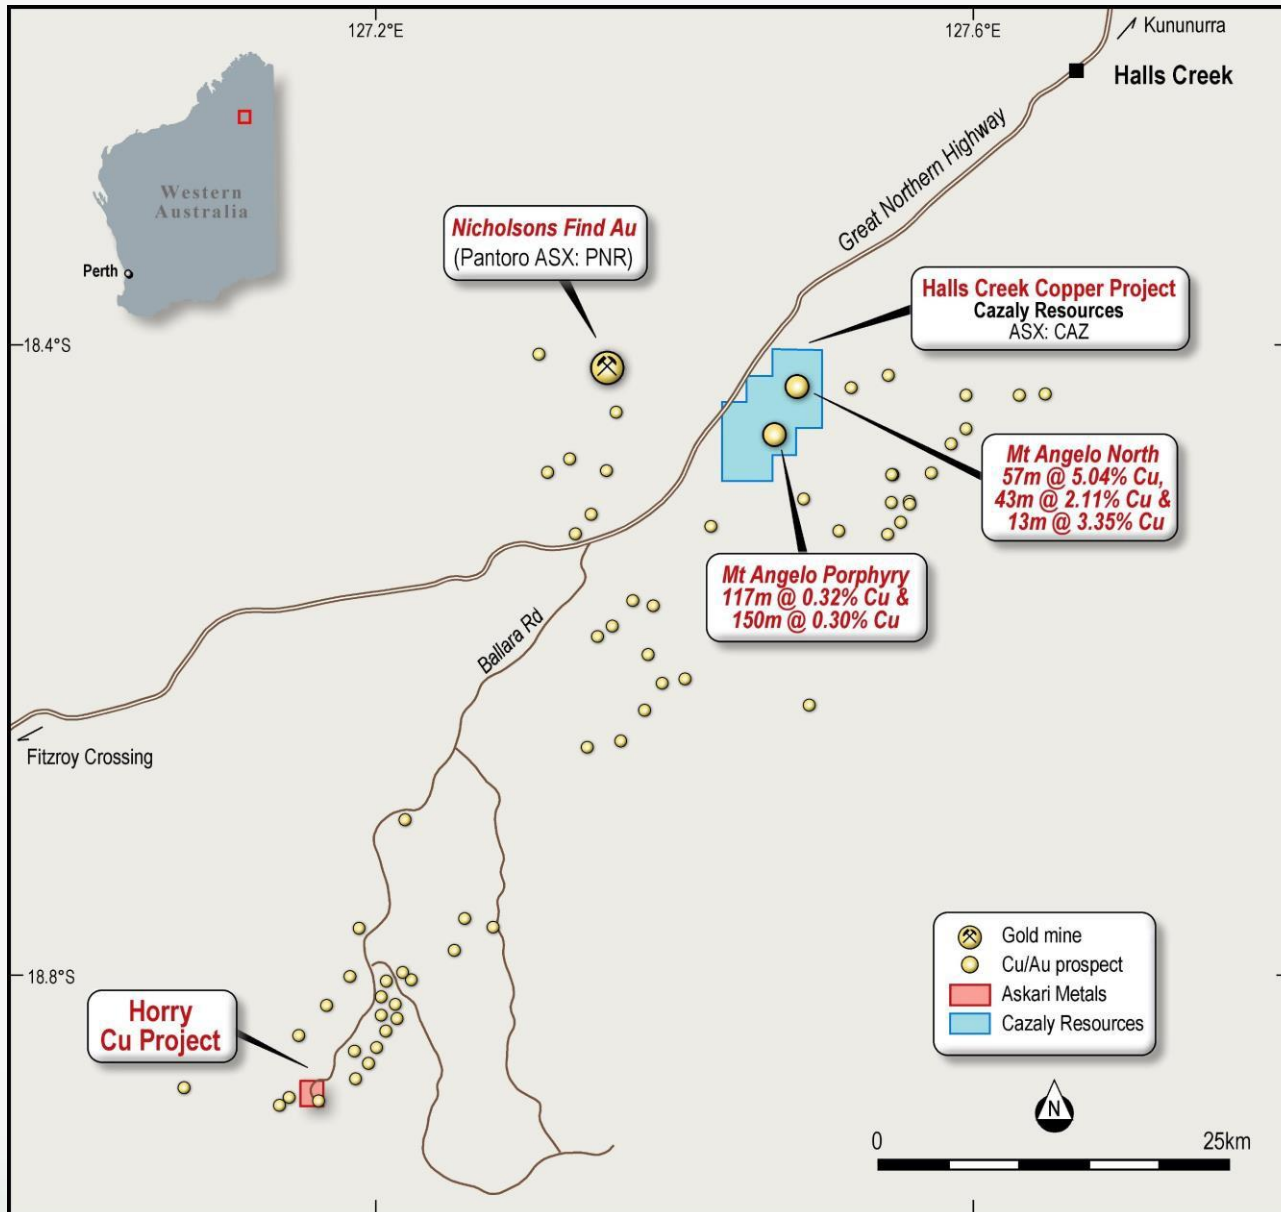 127.2°E
127.6°E
Kununurra
Halls Creek
Western
Australia
Perth
Great Northern Highway
Nicholsons Find Au
(Pantoro ASX: PNR)
Halls Creek Copper Project
Cazaly Resources
ASX: CAZ
18.4°S
Mt Angelo North
57m @ 5.04% Cu,
43m @ 2.11% Cu &
13m @ 3.35% Cu
Mt Angelo Porphyry
117m @ 0.32% Cu &
150m @ 0.30% Cu
Ballara Rd
Fitzroy Crossing
18.8°S
Horry
Cu Project
Gold mine
Cu/Au prospect
Askari Metals
Cazaly Resources
N
0
25km